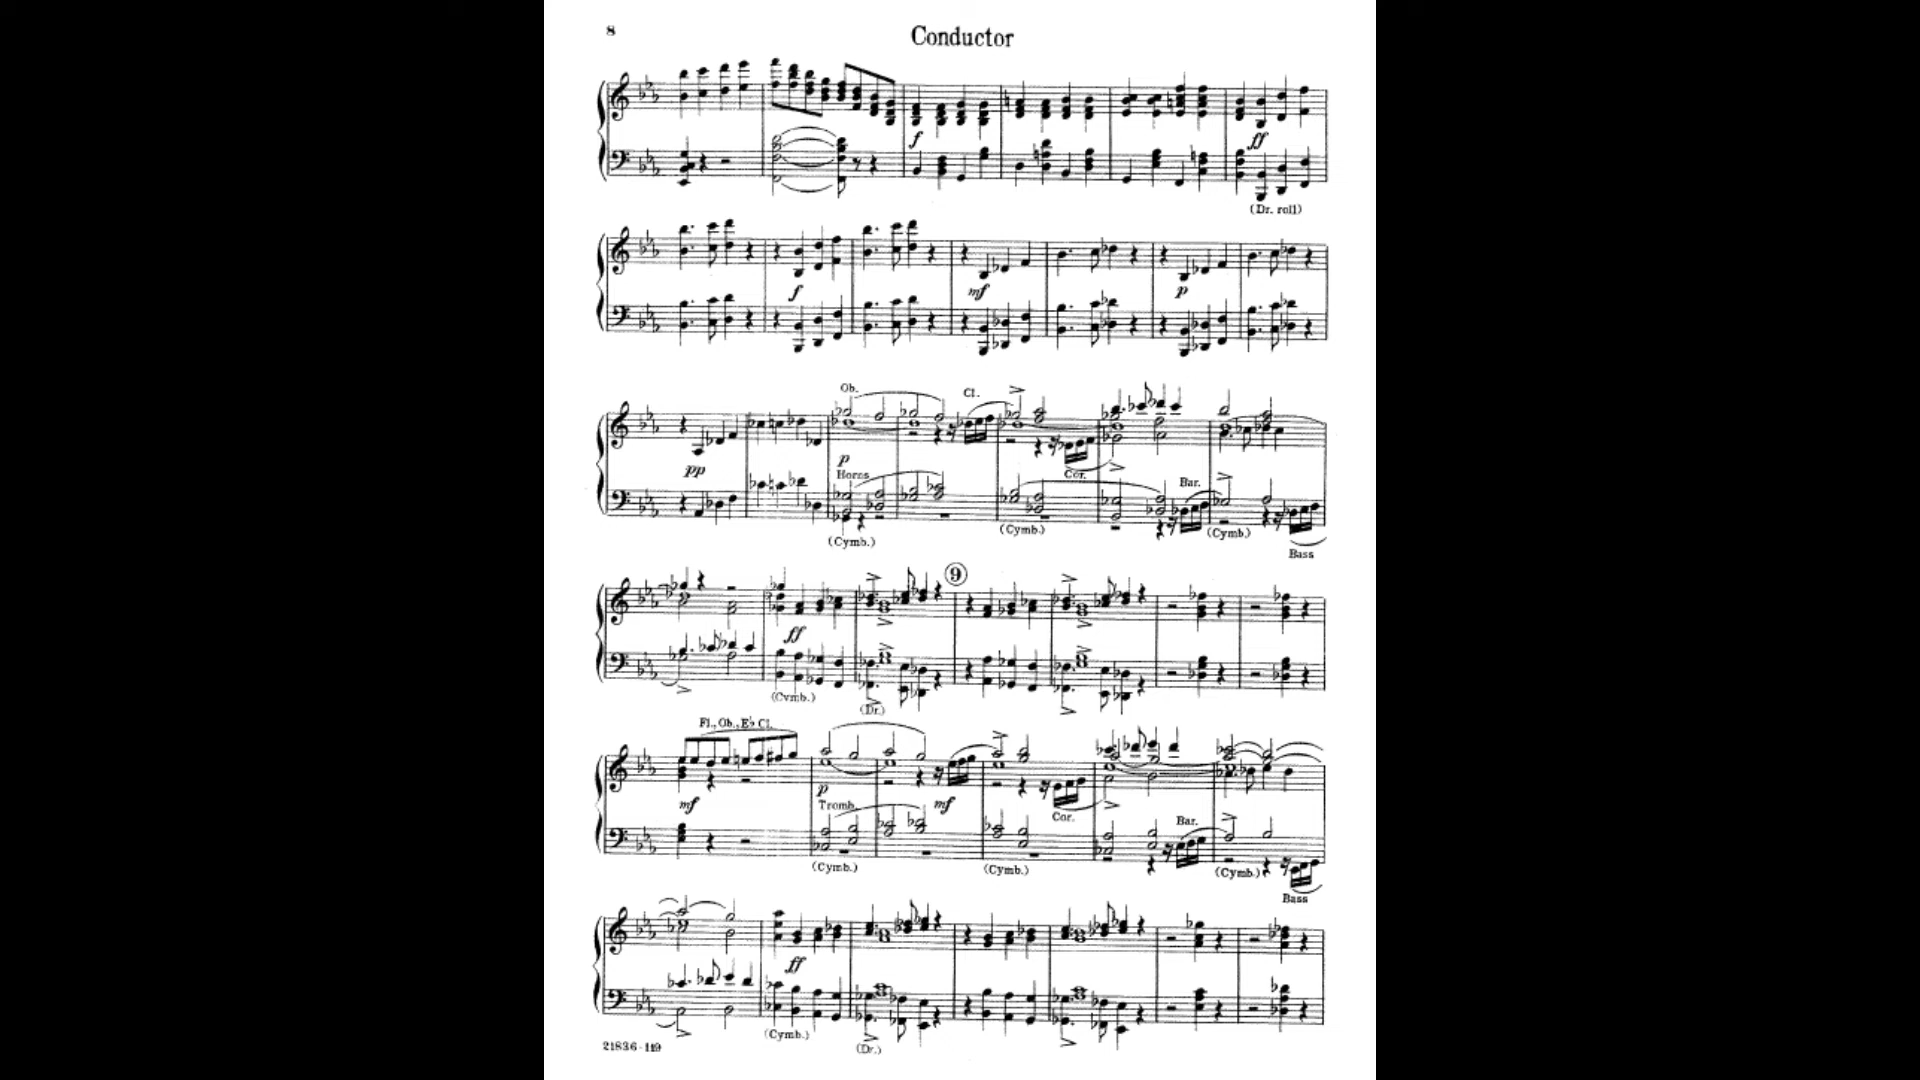 8
Conductor
f
ff
(Dr. roll)
f
mf
p
Ob.
Cl.
pp
p
Horns
Cor.
Bar.
(Cymb.)
(Cymb.)
(Cymb.)
Bass
9
ff
(Cymb.)
(Dr.)
Fl., Ob., E♭ Cl.
mf
p
Tromb.
mf
Cor.
Bar.
(Cymb.)
(Cymb.)
(Cymb.)
Bass
ff
(Cymb.)
(Dr.)
21836-119